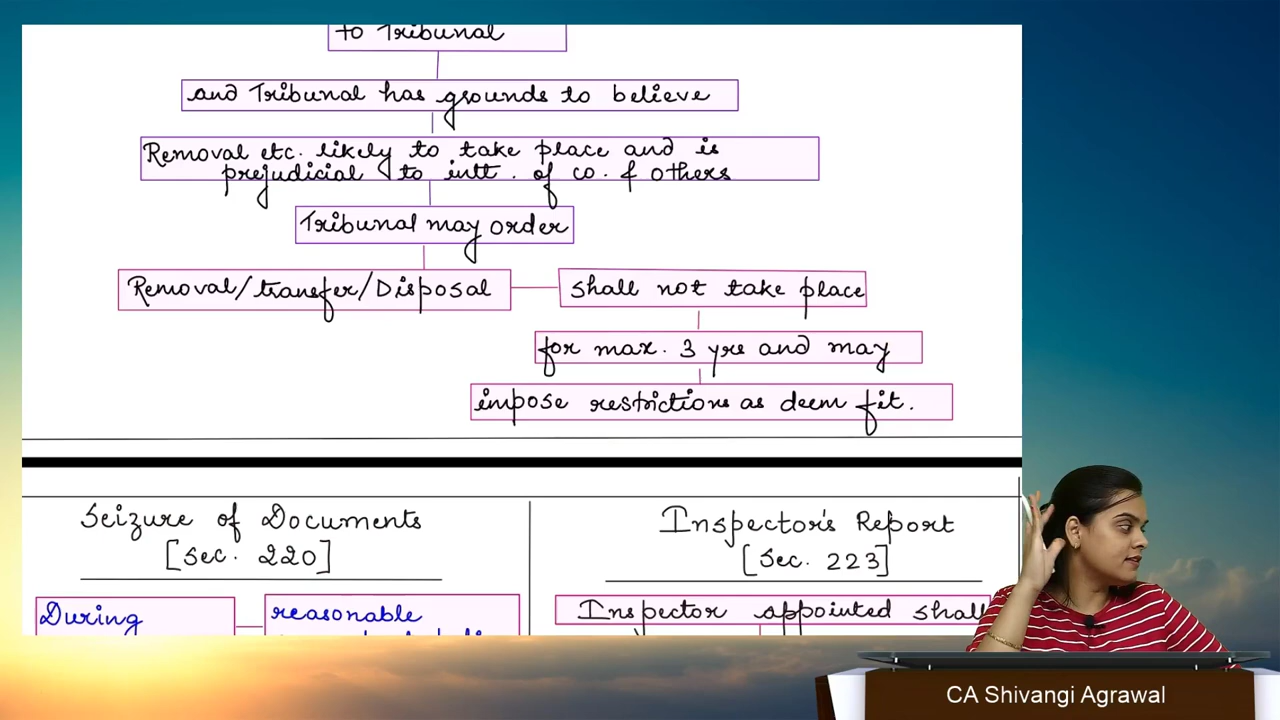 to Tribunal
and Tribunal has grounds to believe
Removal etc. likely to take place and is
prejudicial to intt. of co. & others
Tribunal may order
Removal/transfer/Disposal
shall not take place
for max. 3 yrs and may
impose restrictions as deem fit.
Seizure of Documents
[Sec. 220]
During
reasonable
Inspector's Report
[Sec. 223]
Inspector appointed shall
CA Shivangi Agrawal